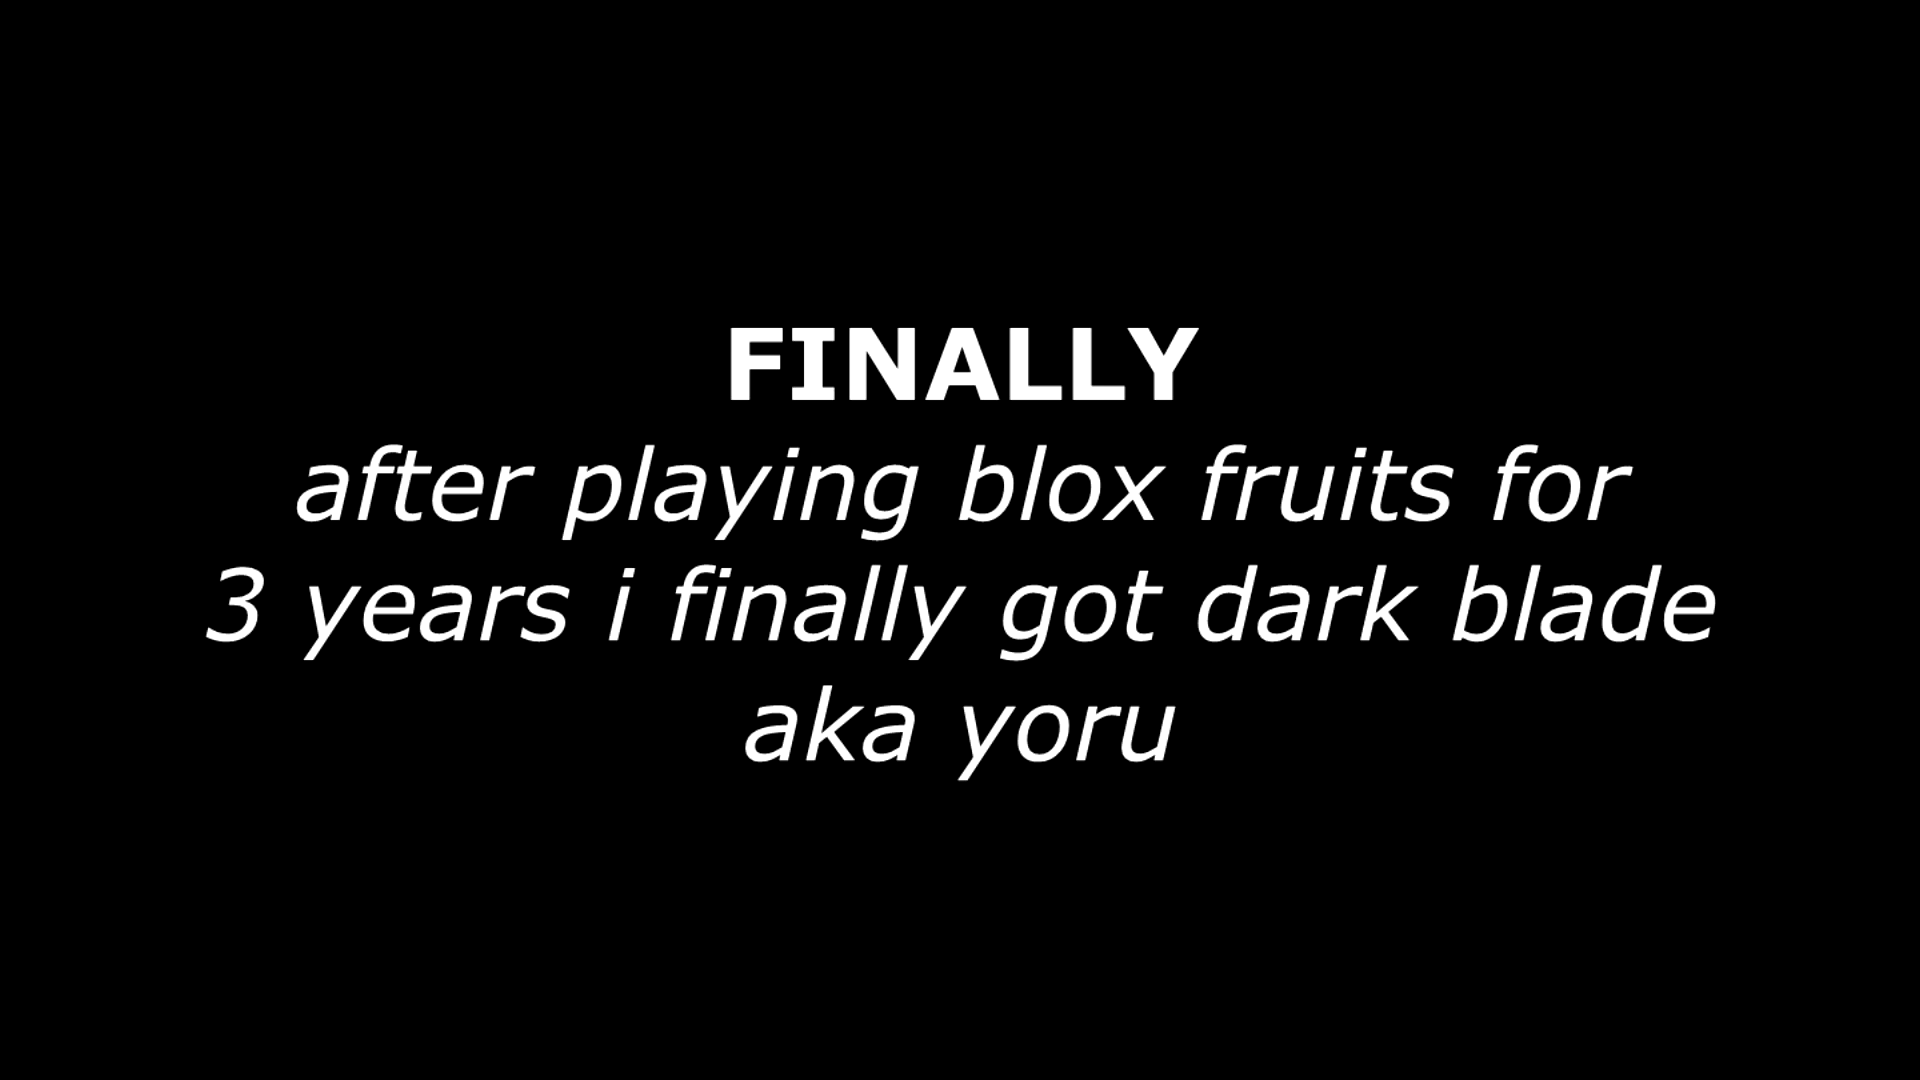 FINALLY
after playing blox fruits for
3 years i finally got dark blade
aka yoru